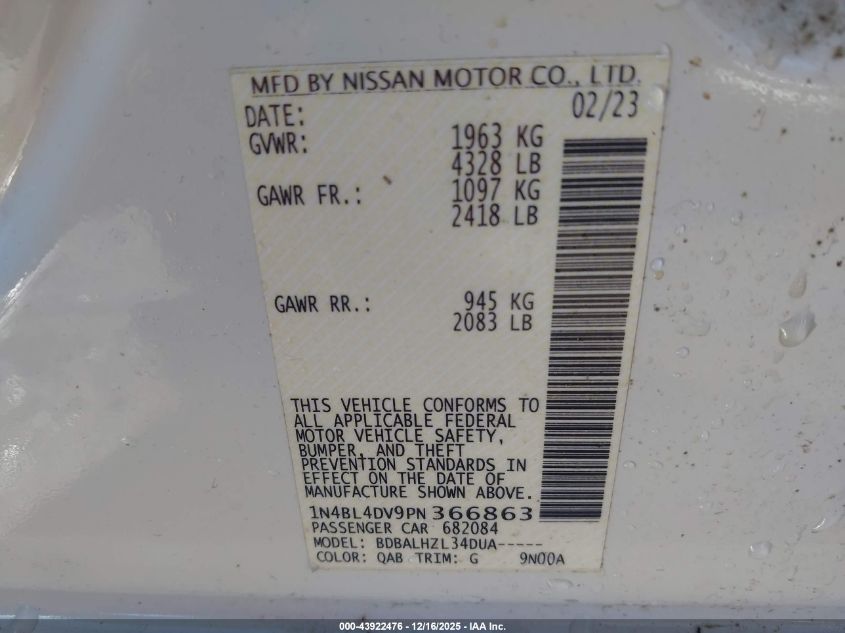 MFD BY NISSAN MOTOR CO., LTD.
DATE: 02/23
GVWR: 1963 KG
4328 LB
GAWR FR.: 1097 KG
2418 LB
GAWR RR.: 945 KG
2083 LB
THIS VEHICLE CONFORMS TO
ALL APPLICABLE FEDERAL
MOTOR VEHICLE SAFETY,
BUMPER, AND THEFT
PREVENTION STANDARDS IN
EFFECT ON THE DATE OF
MANUFACTURE SHOWN ABOVE.
1N4BL4DV9PN366863
PASSENGER CAR 682084
MODEL: BDBALHZL34DUA-----
COLOR: QAB TRIM: G 9N00A
000-43922476 - 12/16/2025 - IAA Inc.